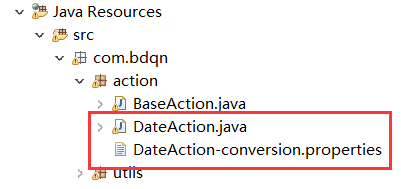 Java Resources
src
com.bdqn
action
BaseAction.java
DateAction.java
DateAction-conversion.properties
utils